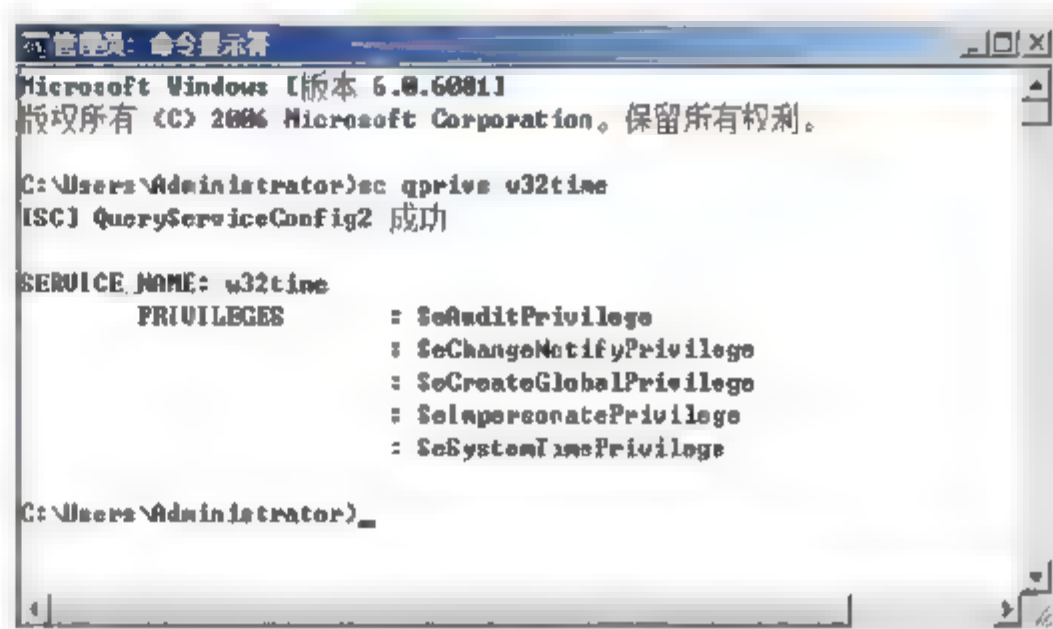 管理员: 命令提示符
Microsoft Windows [版本 6.0.6001]
版权所有 (C) 2006 Microsoft Corporation。保留所有权利。
C:\Users\Administrator>sc qprivs w32time
[SC] QueryServiceConfig2 成功
SERVICE_NAME: w32time
PRIVILEGES : SeAuditPrivilege
: SeChangeNotifyPrivilege
: SeCreateGlobalPrivilege
: SeImpersonatePrivilege
: SeSystemTimePrivilege
C:\Users\Administrator>_